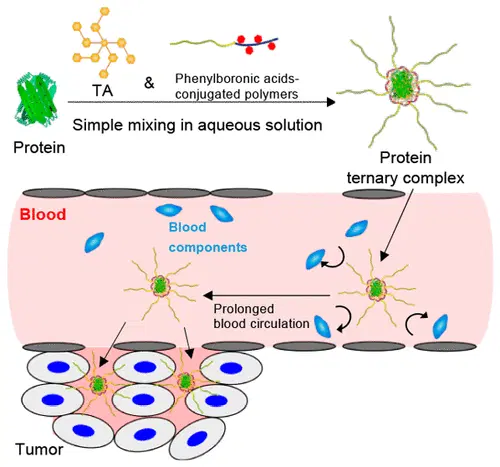 TA
&
Phenylboronic acids-
conjugated polymers
Simple mixing in aqueous solution
Protein
Protein
ternary complex
Blood
Blood
components
Prolonged
blood circulation
Tumor